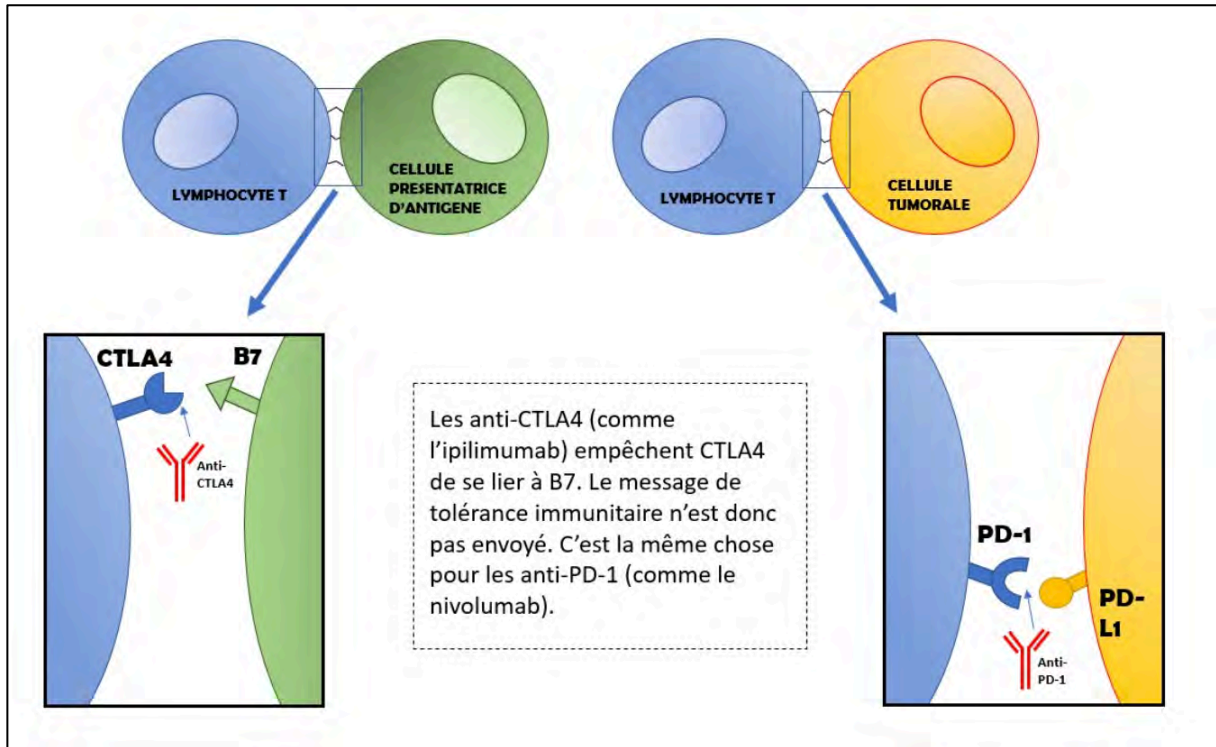 LYMPHOCYTE T
CELLULE
PRESENTATRICE
D'ANTIGENE
LYMPHOCYTE T
CELLULE
TUMORALE
CTLA4
B7
Anti-
CTLA4
Les anti-CTLA4 (comme
l'ipilimumab) empêchent CTLA4
de se lier à B7. Le message de
tolérance immunitaire n'est donc
pas envoyé. C'est la même chose
pour les anti-PD-1 (comme le
nivolumab).
PD-1
PD-
L1
Anti-
PD-1